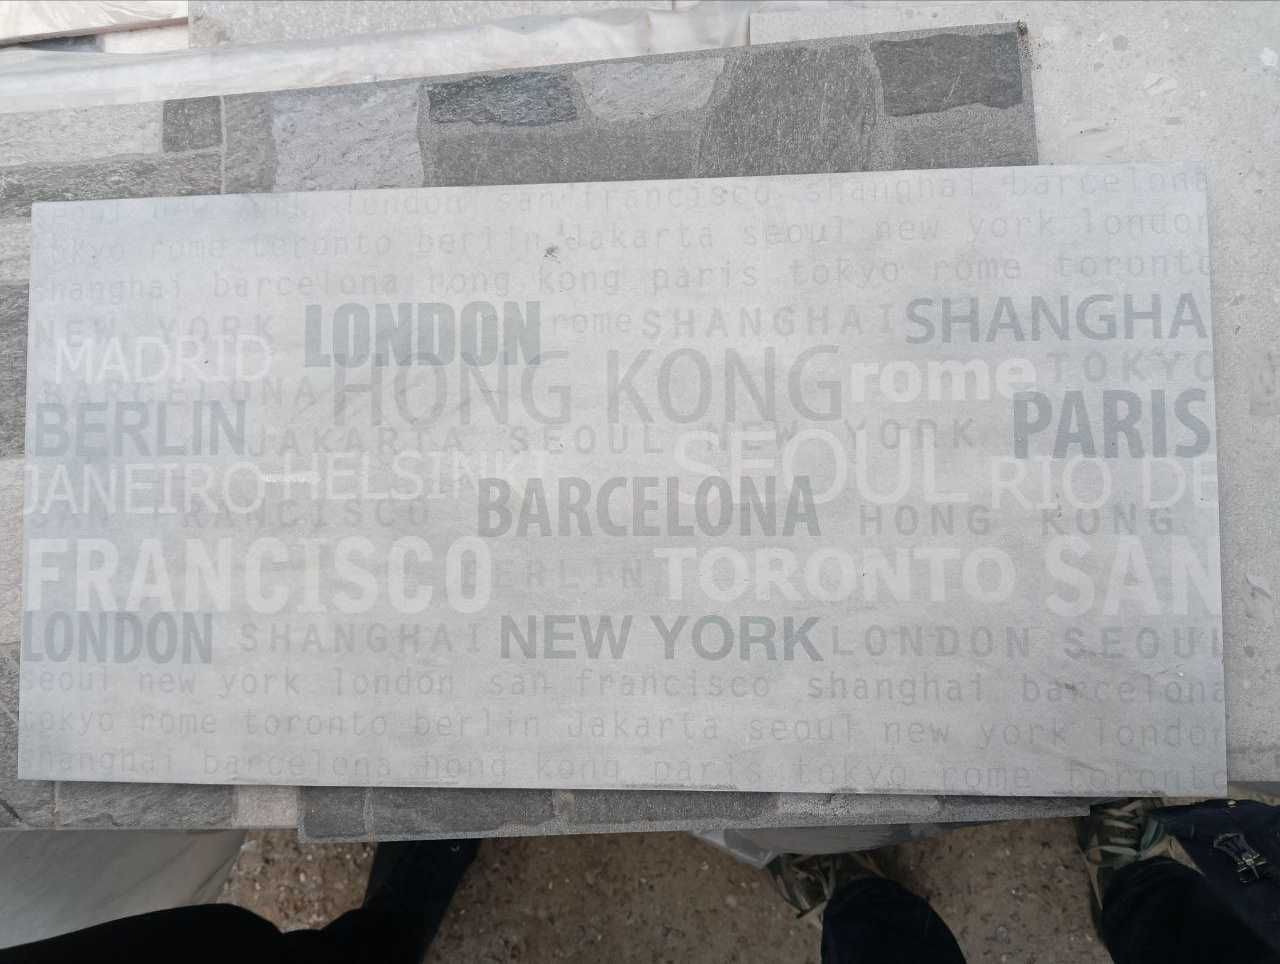 seoul new york london san francisco shanghai barcelona
tokyo rome toronto berlin Jakarta seoul new york london
shanghai barcelona hong kong paris tokyo rome toronto
NEW YORK LONDON rome SHANGHAI SHANGHA
MADRID HONG KONG rome TOKYO
BARCELONA
BERLIN JAKARTA SEOUL NEW YORK PARIS
JANEIRO HELSINKI SEOUL RIO DE
SAN FRANCISCO BARCELONA HONG KONG
FRANCISCO BERLIN TORONTO SAN
LONDON SHANGHAI NEW YORK LONDON SEOUL
seoul new york london san francisco shanghai barcelona
tokyo rome toronto berlin Jakarta seoul new york london
shanghai barcelona hong kong paris tokyo rome toronto